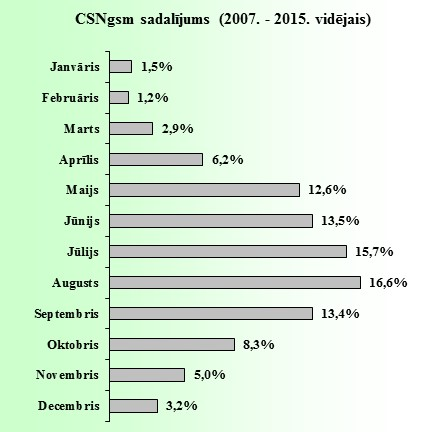 CSNgsm sadalījums (2007. - 2015. vidējais)
Janvāris 1,5%
Februāris 1,2%
Marts 2,9%
Aprīlis 6,2%
Maijs 12,6%
Jūnijs 13,5%
Jūlijs 15,7%
Augusts 16,6%
Septembris 13,4%
Oktobris 8,3%
Novembris 5,0%
Decembris 3,2%